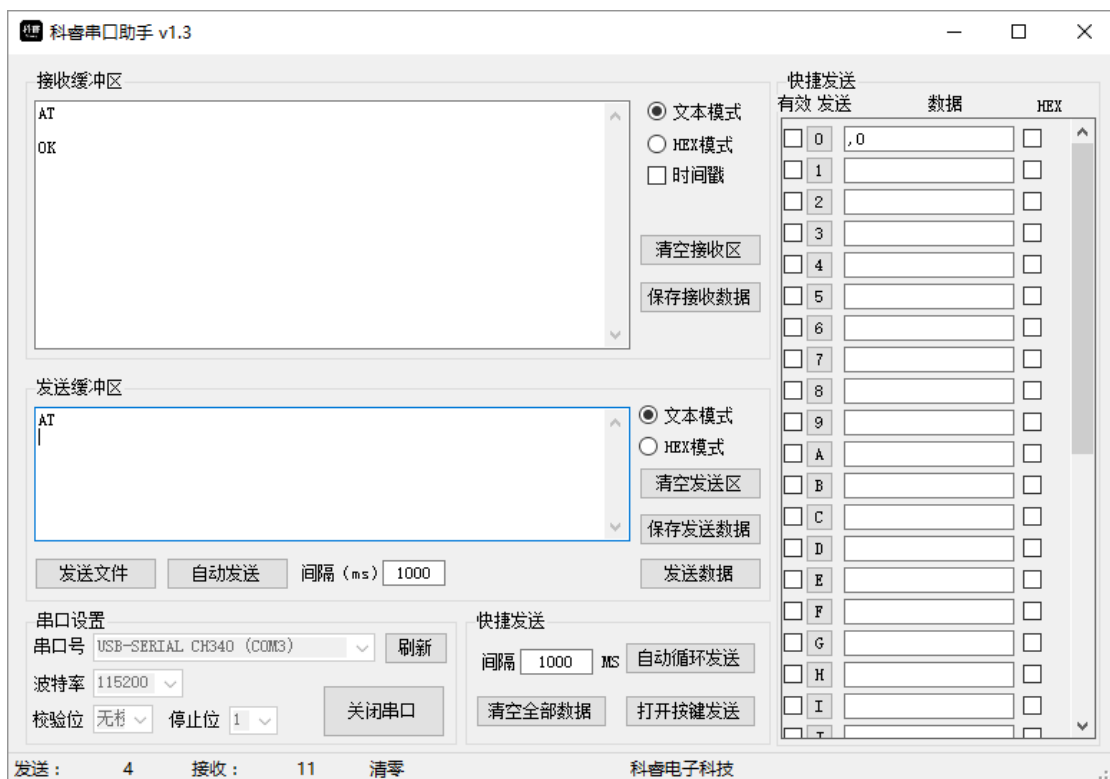 科睿串口助手 v1.3
接收缓冲区
AT
OK
文本模式
HEX模式
时间戳
清空接收区
保存接收数据
发送缓冲区
AT
文本模式
HEX模式
清空发送区
保存发送数据
发送文件
自动发送
间隔 (ms) 1000
发送数据
串口设置
串口号 USB-SERIAL CH340 (COM3) 刷新
波特率 115200
校验位 无 停止位 1
关闭串口
快捷发送
间隔 1000 MS 自动循环发送
清空全部数据 打开按键发送
快捷发送
有效 发送 数据 HEX
0 ,0
1
2
3
4
5
6
7
8
9
A
B
C
D
E
F
G
H
I
发送： 4 接收： 11 清零 科睿电子科技